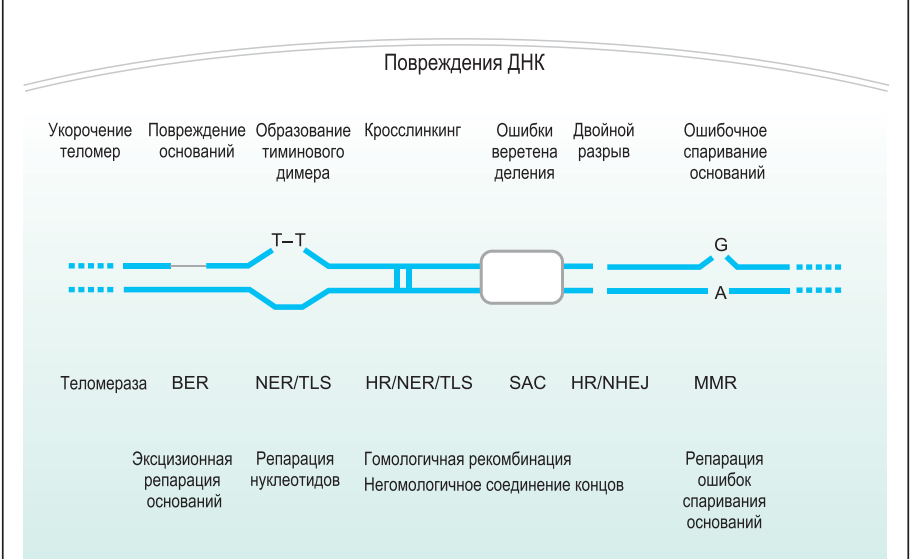 Повреждения ДНК
Укорочение
теломер
Повреждение
оснований
Образование
тиминового
димера
Кросслинкинг
Ошибки
веретена
деления
Двойной
разрыв
Ошибочное
спаривание
оснований
T–T
G
A
Теломераза
BER
NER/TLS
HR/NER/TLS
SAC
HR/NHEJ
MMR
Эксцизионная
репарация
оснований
Репарация
нуклеотидов
Гомологичная рекомбинация
Негомологичное соединение концов
Репарация
ошибок
спаривания
оснований